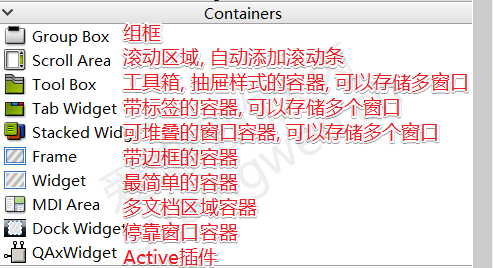 Containers
Group Box 组框
Scroll Area 滚动区域, 自动添加滚动条
Tool Box 工具箱, 抽屉样式的容器, 可以存储多窗口
Tab Widget 带标签的容器, 可以存储多个窗口
Stacked Wid 可堆叠的窗口容器, 可以存储多个窗口
Frame 带边框的容器
Widget 最简单的容器
MDI Area 多文档区域容器
Dock Widget 停靠窗口容器
QAxWidget Active插件